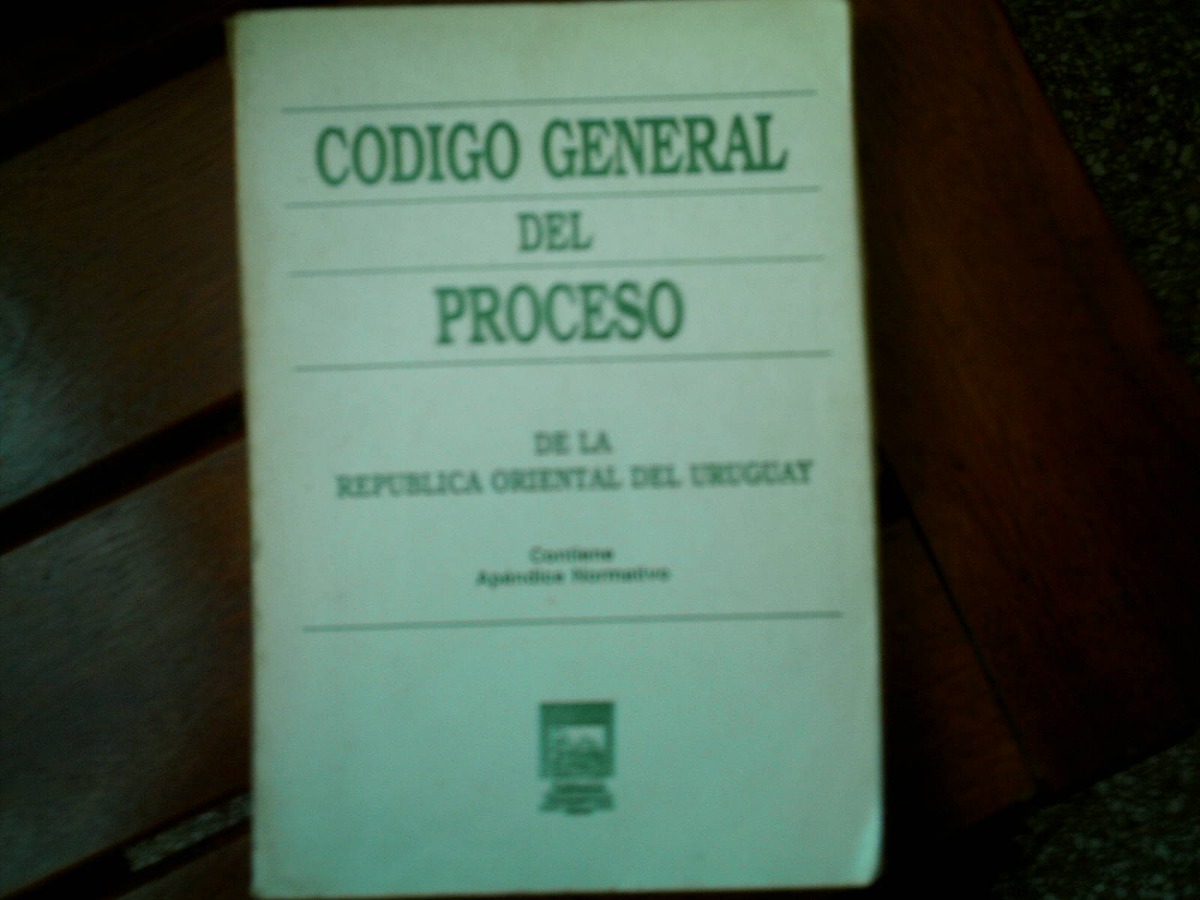 CODIGO GENERAL
DEL
PROCESO
DE LA
REPUBLICA ORIENTAL DEL URUGUAY
Contiene
Apéndice Normativo